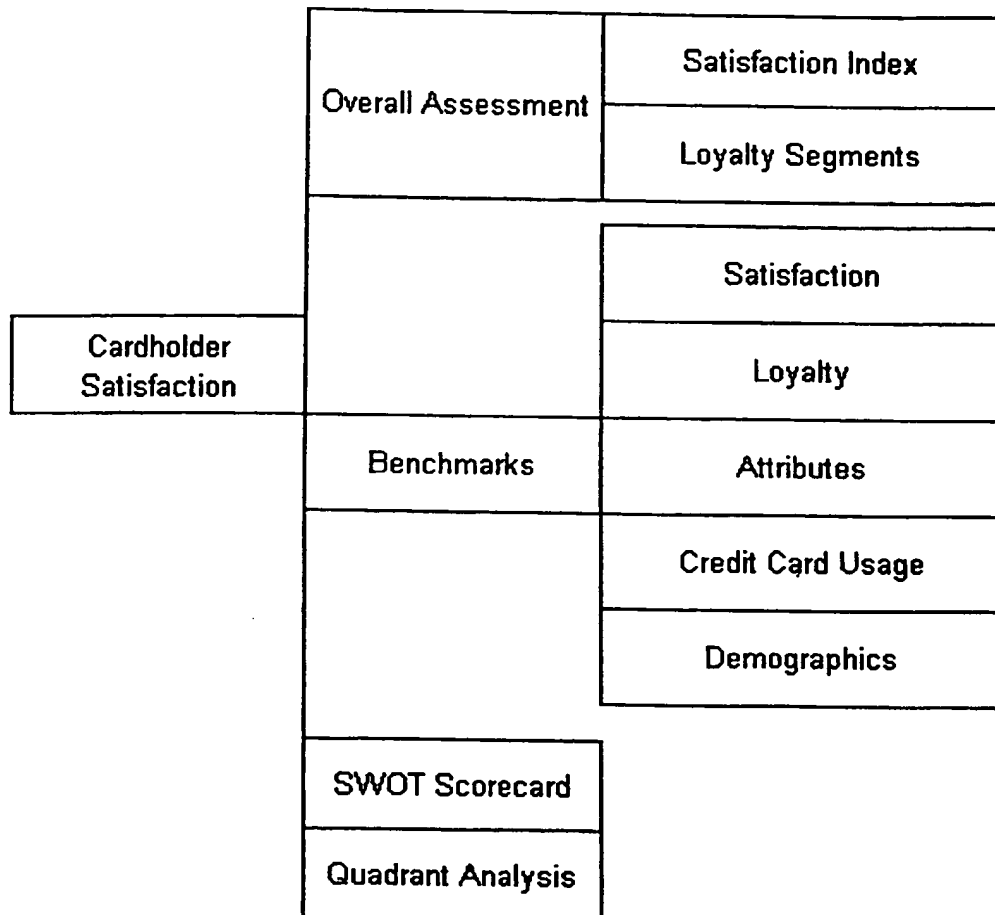 Overall Assessment
Satisfaction Index
Loyalty Segments
Cardholder
Satisfaction
Benchmarks
Satisfaction
Loyalty
Attributes
Credit Card Usage
Demographics
SWOT Scorecard
Quadrant Analysis